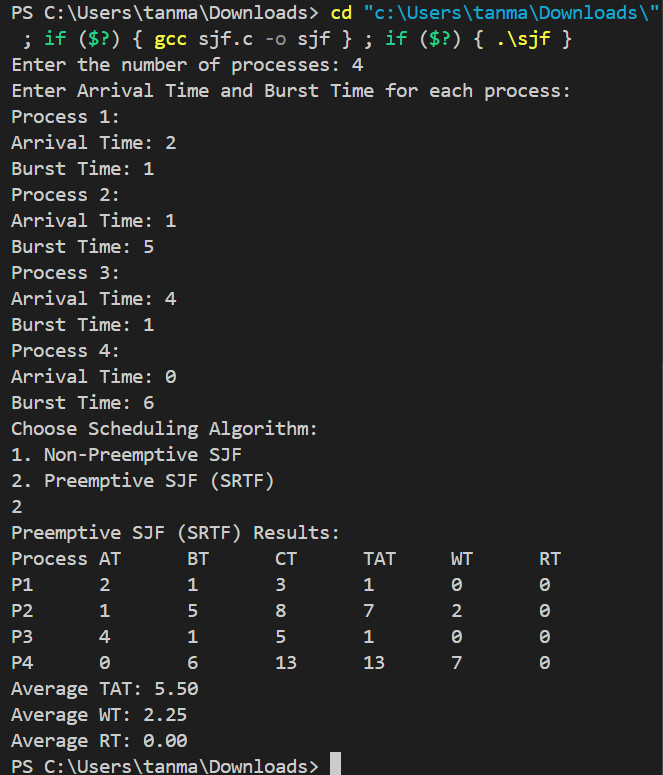 PS C:\Users\tanma\Downloads> cd "c:\Users\tanma\Downloads\"
 ; if ($?) { gcc sjf.c -o sjf } ; if ($?) { .\sjf }
Enter the number of processes: 4
Enter Arrival Time and Burst Time for each process:
Process 1:
Arrival Time: 2
Burst Time: 1
Process 2:
Arrival Time: 1
Burst Time: 5
Process 3:
Arrival Time: 4
Burst Time: 1
Process 4:
Arrival Time: 0
Burst Time: 6
Choose Scheduling Algorithm:
1. Non-Preemptive SJF
2. Preemptive SJF (SRTF)
2
Preemptive SJF (SRTF) Results:
Process AT      BT      CT      TAT     WT      RT
P1      2       1       3       1       0       0
P2      1       5       8       7       2       0
P3      4       1       5       1       0       0
P4      0       6       13      13      7       0
Average TAT: 5.50
Average WT: 2.25
Average RT: 0.00
PS C:\Users\tanma\Downloads>